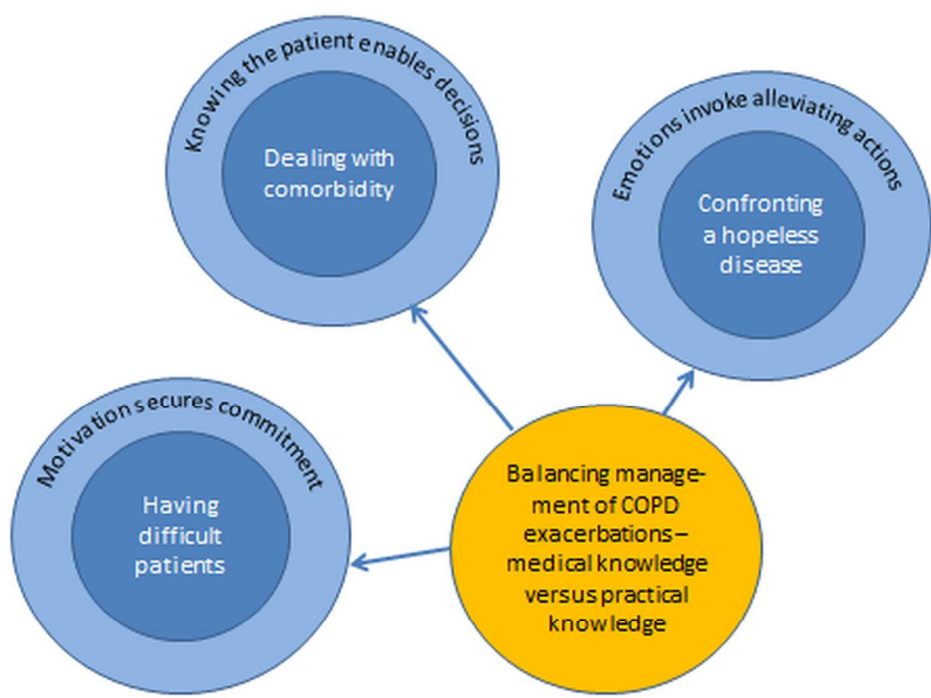 Knowing the patient enables decisions
Dealing with
comorbidity
Emotions invoke alleviating actions
Confronting
a hopeless
disease
Motivation secures commitment
Having
difficult
patients
Balancing manage-
ment of COPD
exacerbations–
medical knowledge
versus practical
knowledge